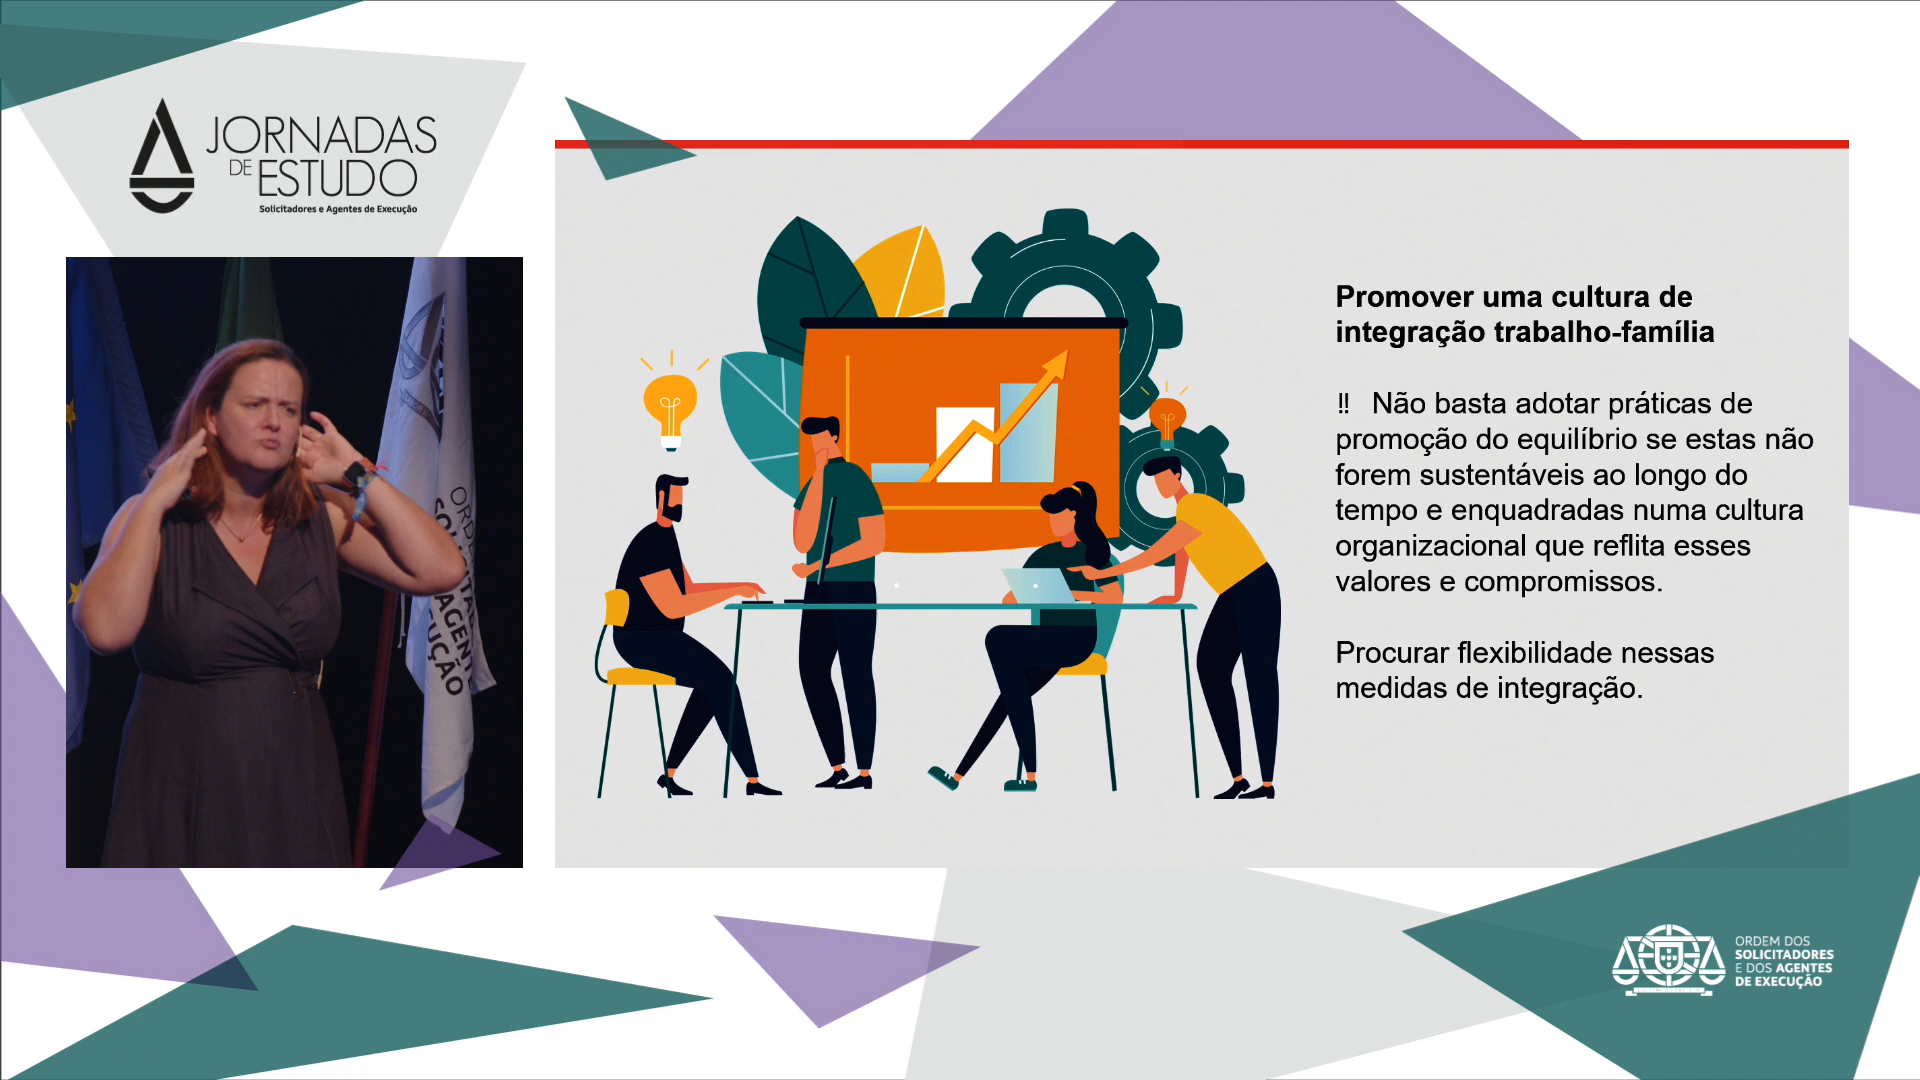 JORNADAS
DE ESTUDO
Solicitadores e Agentes de Execução
Promover uma cultura de
integração trabalho-família
‼ Não basta adotar práticas de
promoção do equilíbrio se estas não
forem sustentáveis ao longo do
tempo e enquadradas numa cultura
organizacional que reflita esses
valores e compromissos.
Procurar flexibilidade nessas
medidas de integração.
ORDEM DOS
SOLICITADORES
E DOS AGENTES
DE EXECUÇÃO